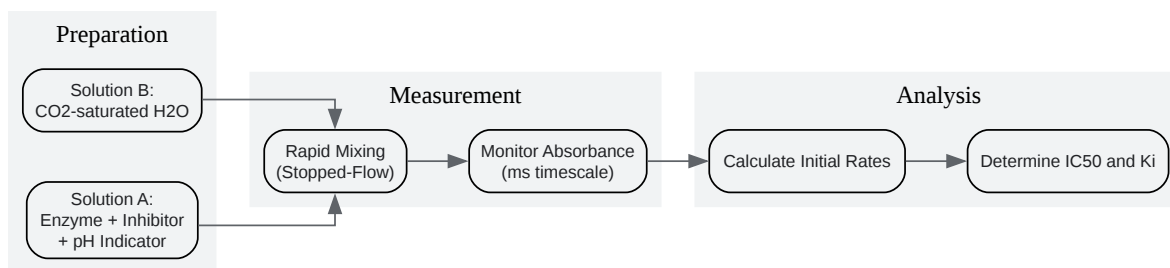 Preparation
Solution B:
CO2-saturated H2O
Solution A:
Enzyme + Inhibitor
+ pH Indicator
Measurement
Rapid Mixing
(Stopped-Flow)
Monitor Absorbance
(ms timescale)
Analysis
Calculate Initial Rates
Determine IC50 and Ki